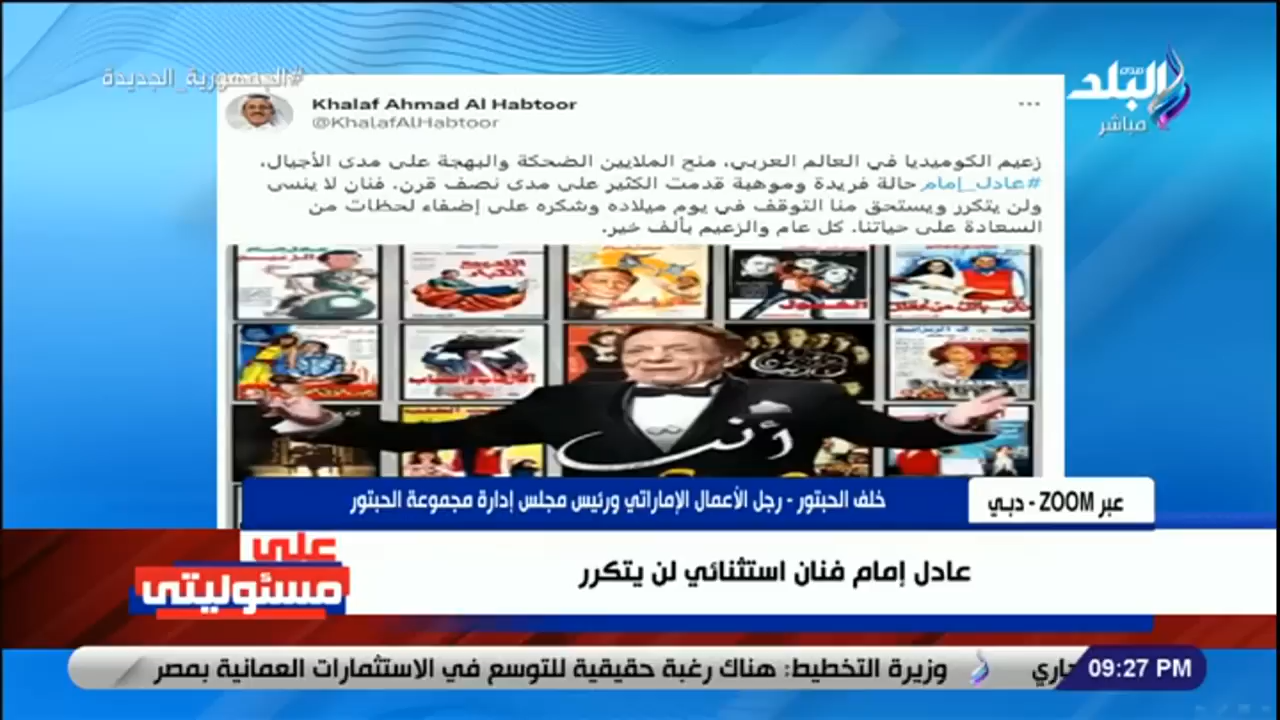 #الجمهورية_الجديدة
صدى
البلد
مباشر
Khalaf Ahmad Al Habtoor
@KhalafAlHabtoor
زعيم الكوميديا في العالم العربي، منح الملايين الضحكة والبهجة على مدى الأجيال،
#عادل_إمام حالة فريدة وموهبة قدمت الكثير على مدى نصف قرن. فنان لا ينسى
ولن يتكرر ويستحق منا التوقف في يوم ميلاده وشكره على إضفاء لحظات من
السعادة على حياتنا. كل عام والزعيم بألف خير.
الغول
الإرهاب والكباب
أنت
عبر ZOOM - دبي
خلف الحبتور - رجل الأعمال الإماراتي ورئيس مجلس إدارة مجموعة الحبتور
على
مسئوليتي
عادل إمام فنان استثنائي لن يتكرر
09:27 PM
وزيرة التخطيط: هناك رغبة حقيقية للتوسع في الاستثمارات العمانية بمصر